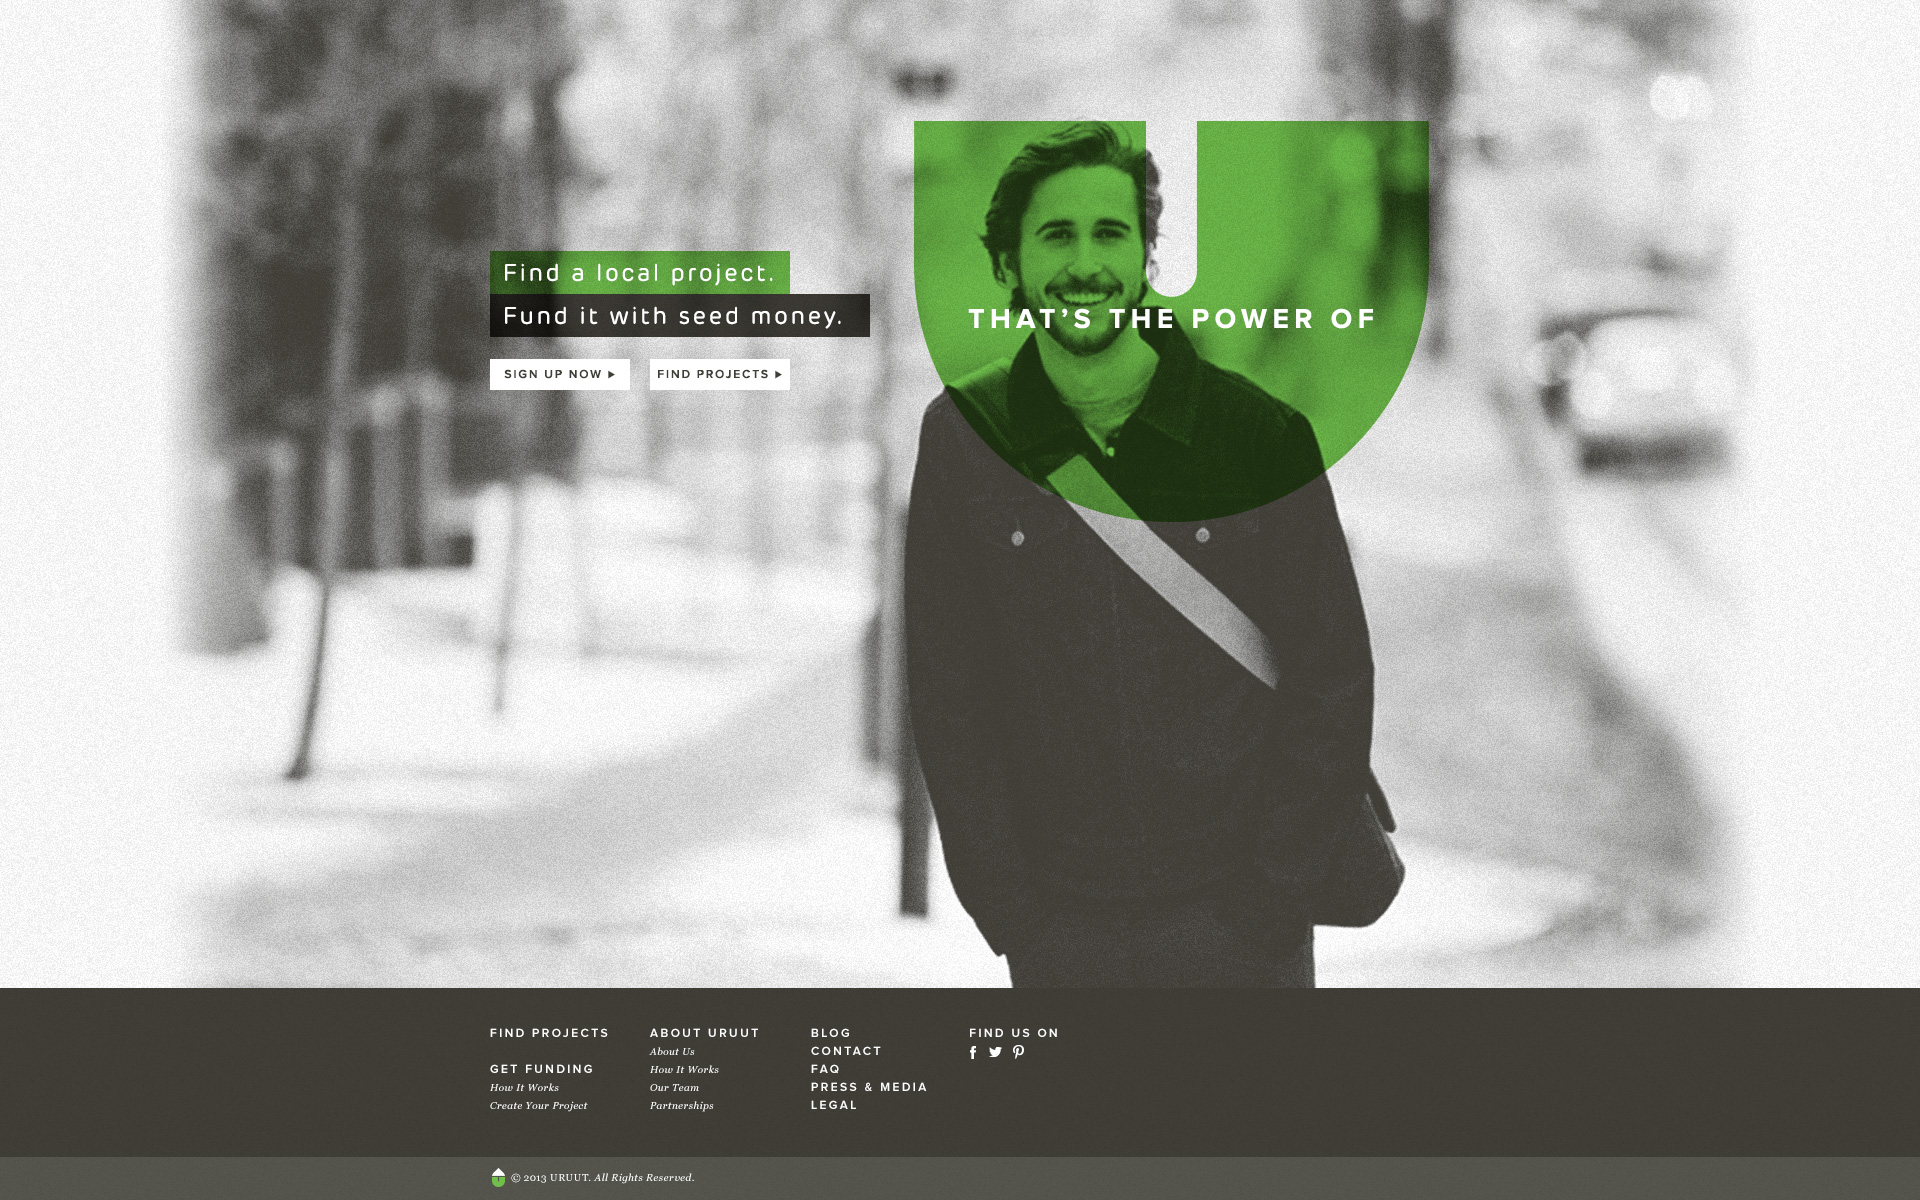 Find a local project.
Fund it with seed money.
SIGN UP NOW
FIND PROJECTS
U
THAT’S THE POWER OF
FIND PROJECTS
GET FUNDING
How It Works
Create Your Project
ABOUT URUUT
About Us
How It Works
Our Team
Partnerships
BLOG
CONTACT
FAQ
PRESS & MEDIA
LEGAL
FIND US ON
© 2013 URUUT. All Rights Reserved.